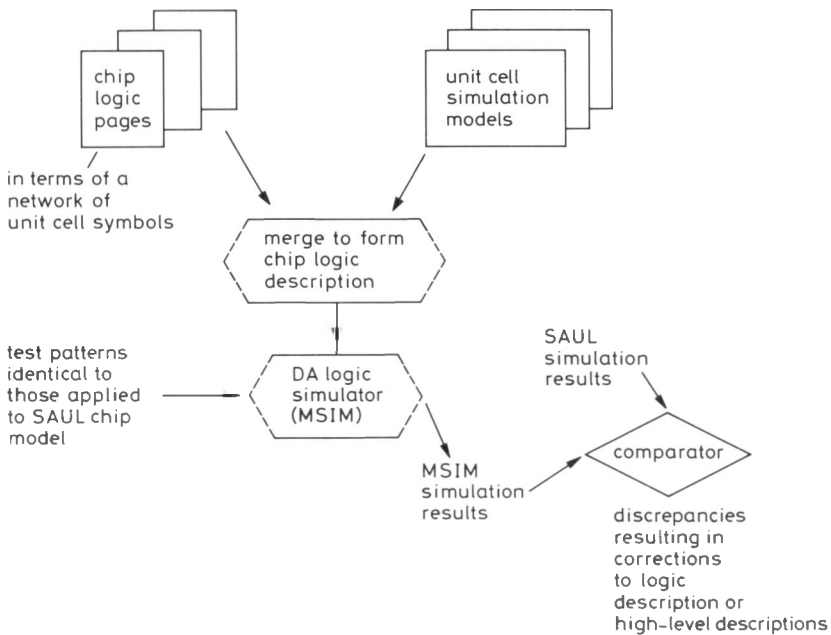 chip
logic
pages
unit cell
simulation
models
in terms of a
network of
unit cell symbols
merge to form
chip logic
description
test patterns
identical to
those applied
to SAUL chip
model
DA logic
simulator
(MSIM)
SAUL
simulation
results
MSIM
simulation
results
comparator
discrepancies
resulting in
corrections
to logic
description or
high-level descriptions